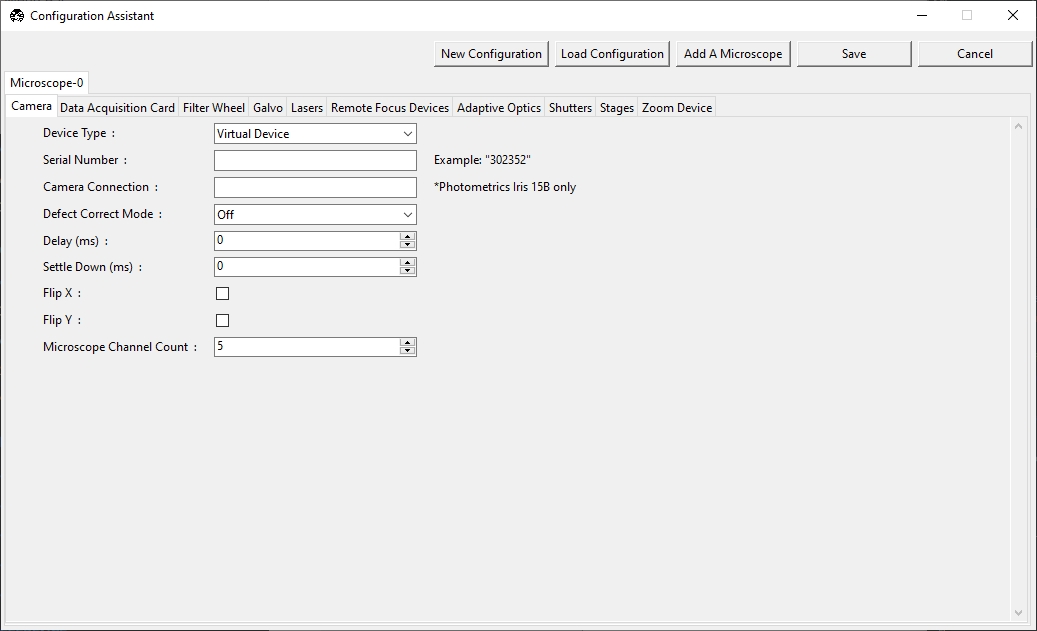 Configuration Assistant
New Configuration Load Configuration Add A Microscope Save Cancel
Microscope-0
Camera Data Acquisition Card Filter Wheel Galvo Lasers Remote Focus Devices Adaptive Optics Shutters Stages Zoom Device
Device Type : Virtual Device
Serial Number : Example: "302352"
Camera Connection : *Photometrics Iris 15B only
Defect Correct Mode : Off
Delay (ms) : 0
Settle Down (ms) : 0
Flip X :
Flip Y :
Microscope Channel Count : 5